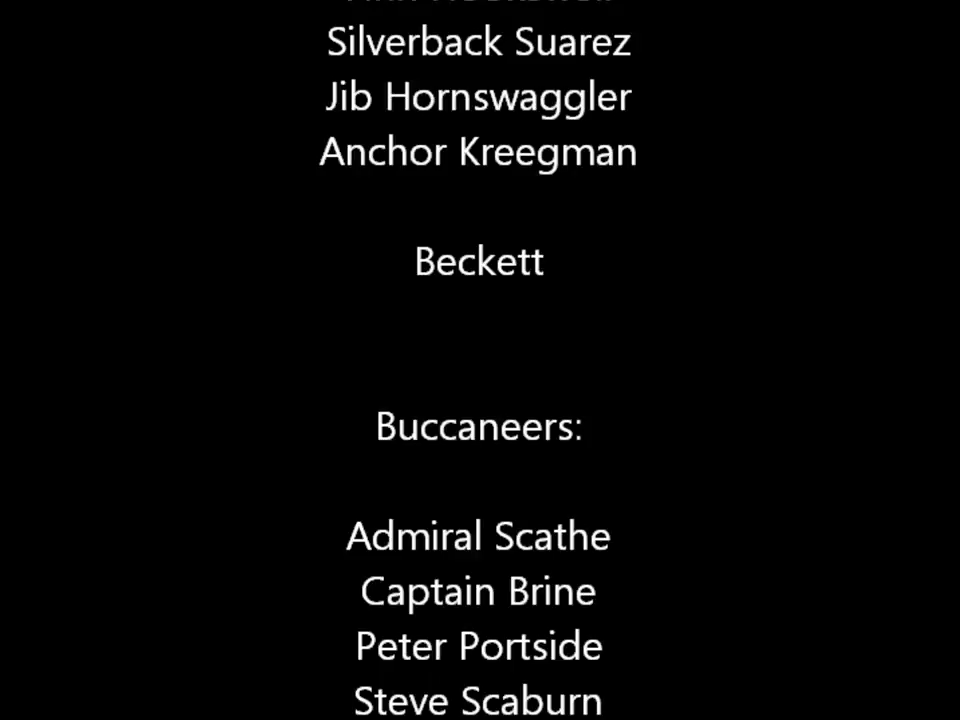 Silverback Suarez
Jib Hornswaggler
Anchor Kreegman
Beckett
Buccaneers:
Admiral Scathe
Captain Brine
Peter Portside
Steve Scaburn